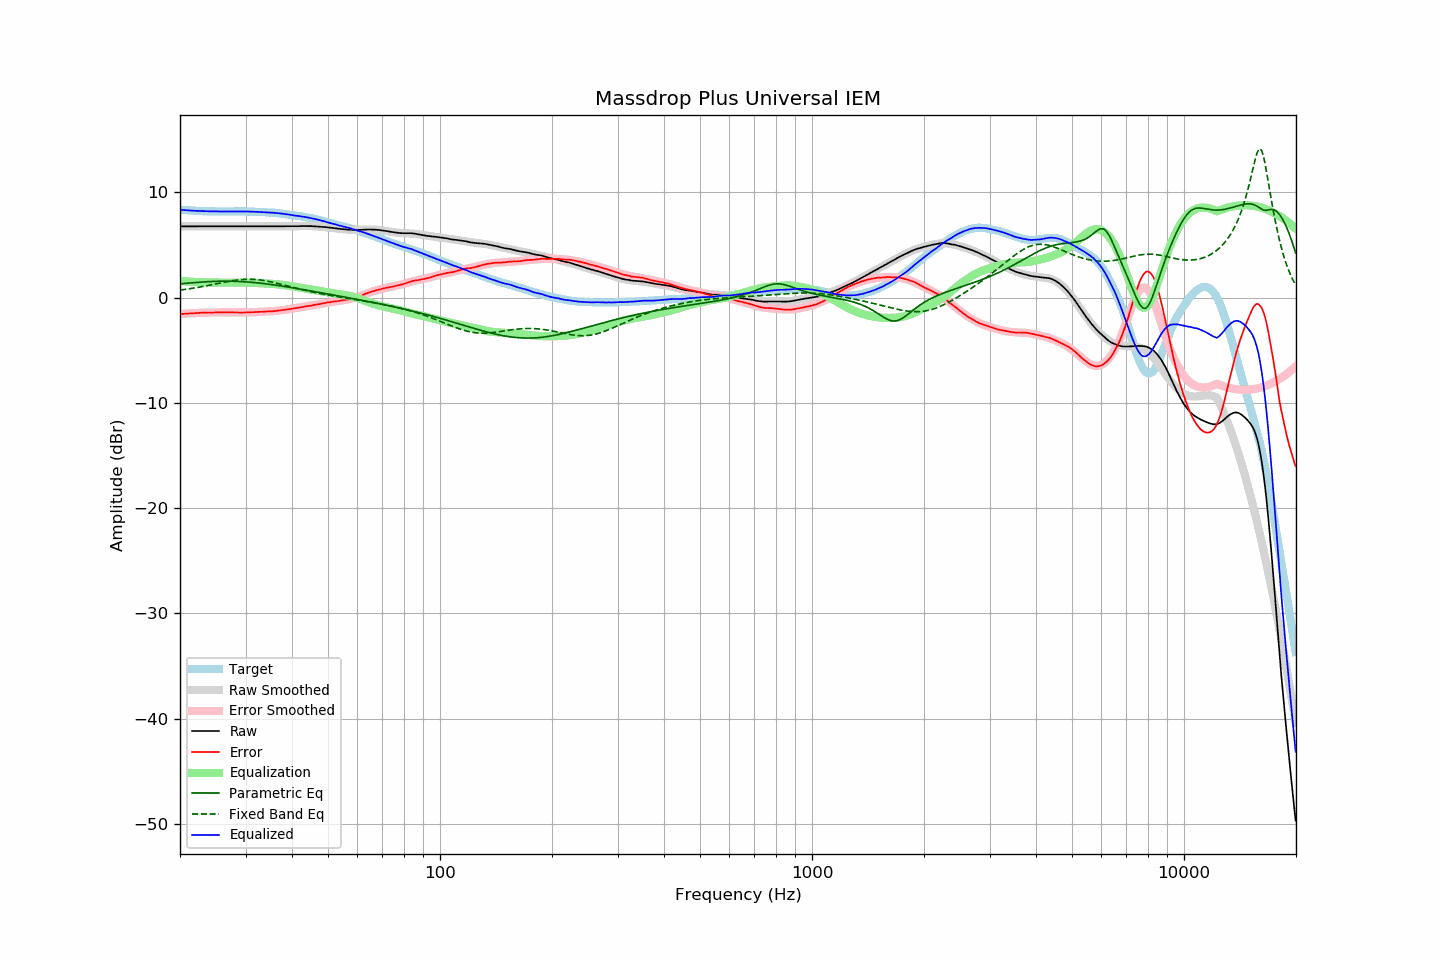 Massdrop Plus Universal IEM
10
0
−10
−20
−30
−40
−50
Amplitude (dBr)
Target
Raw Smoothed
Error Smoothed
Raw
Error
Equalization
Parametric Eq
Fixed Band Eq
Equalized
100
1000
10000
Frequency (Hz)